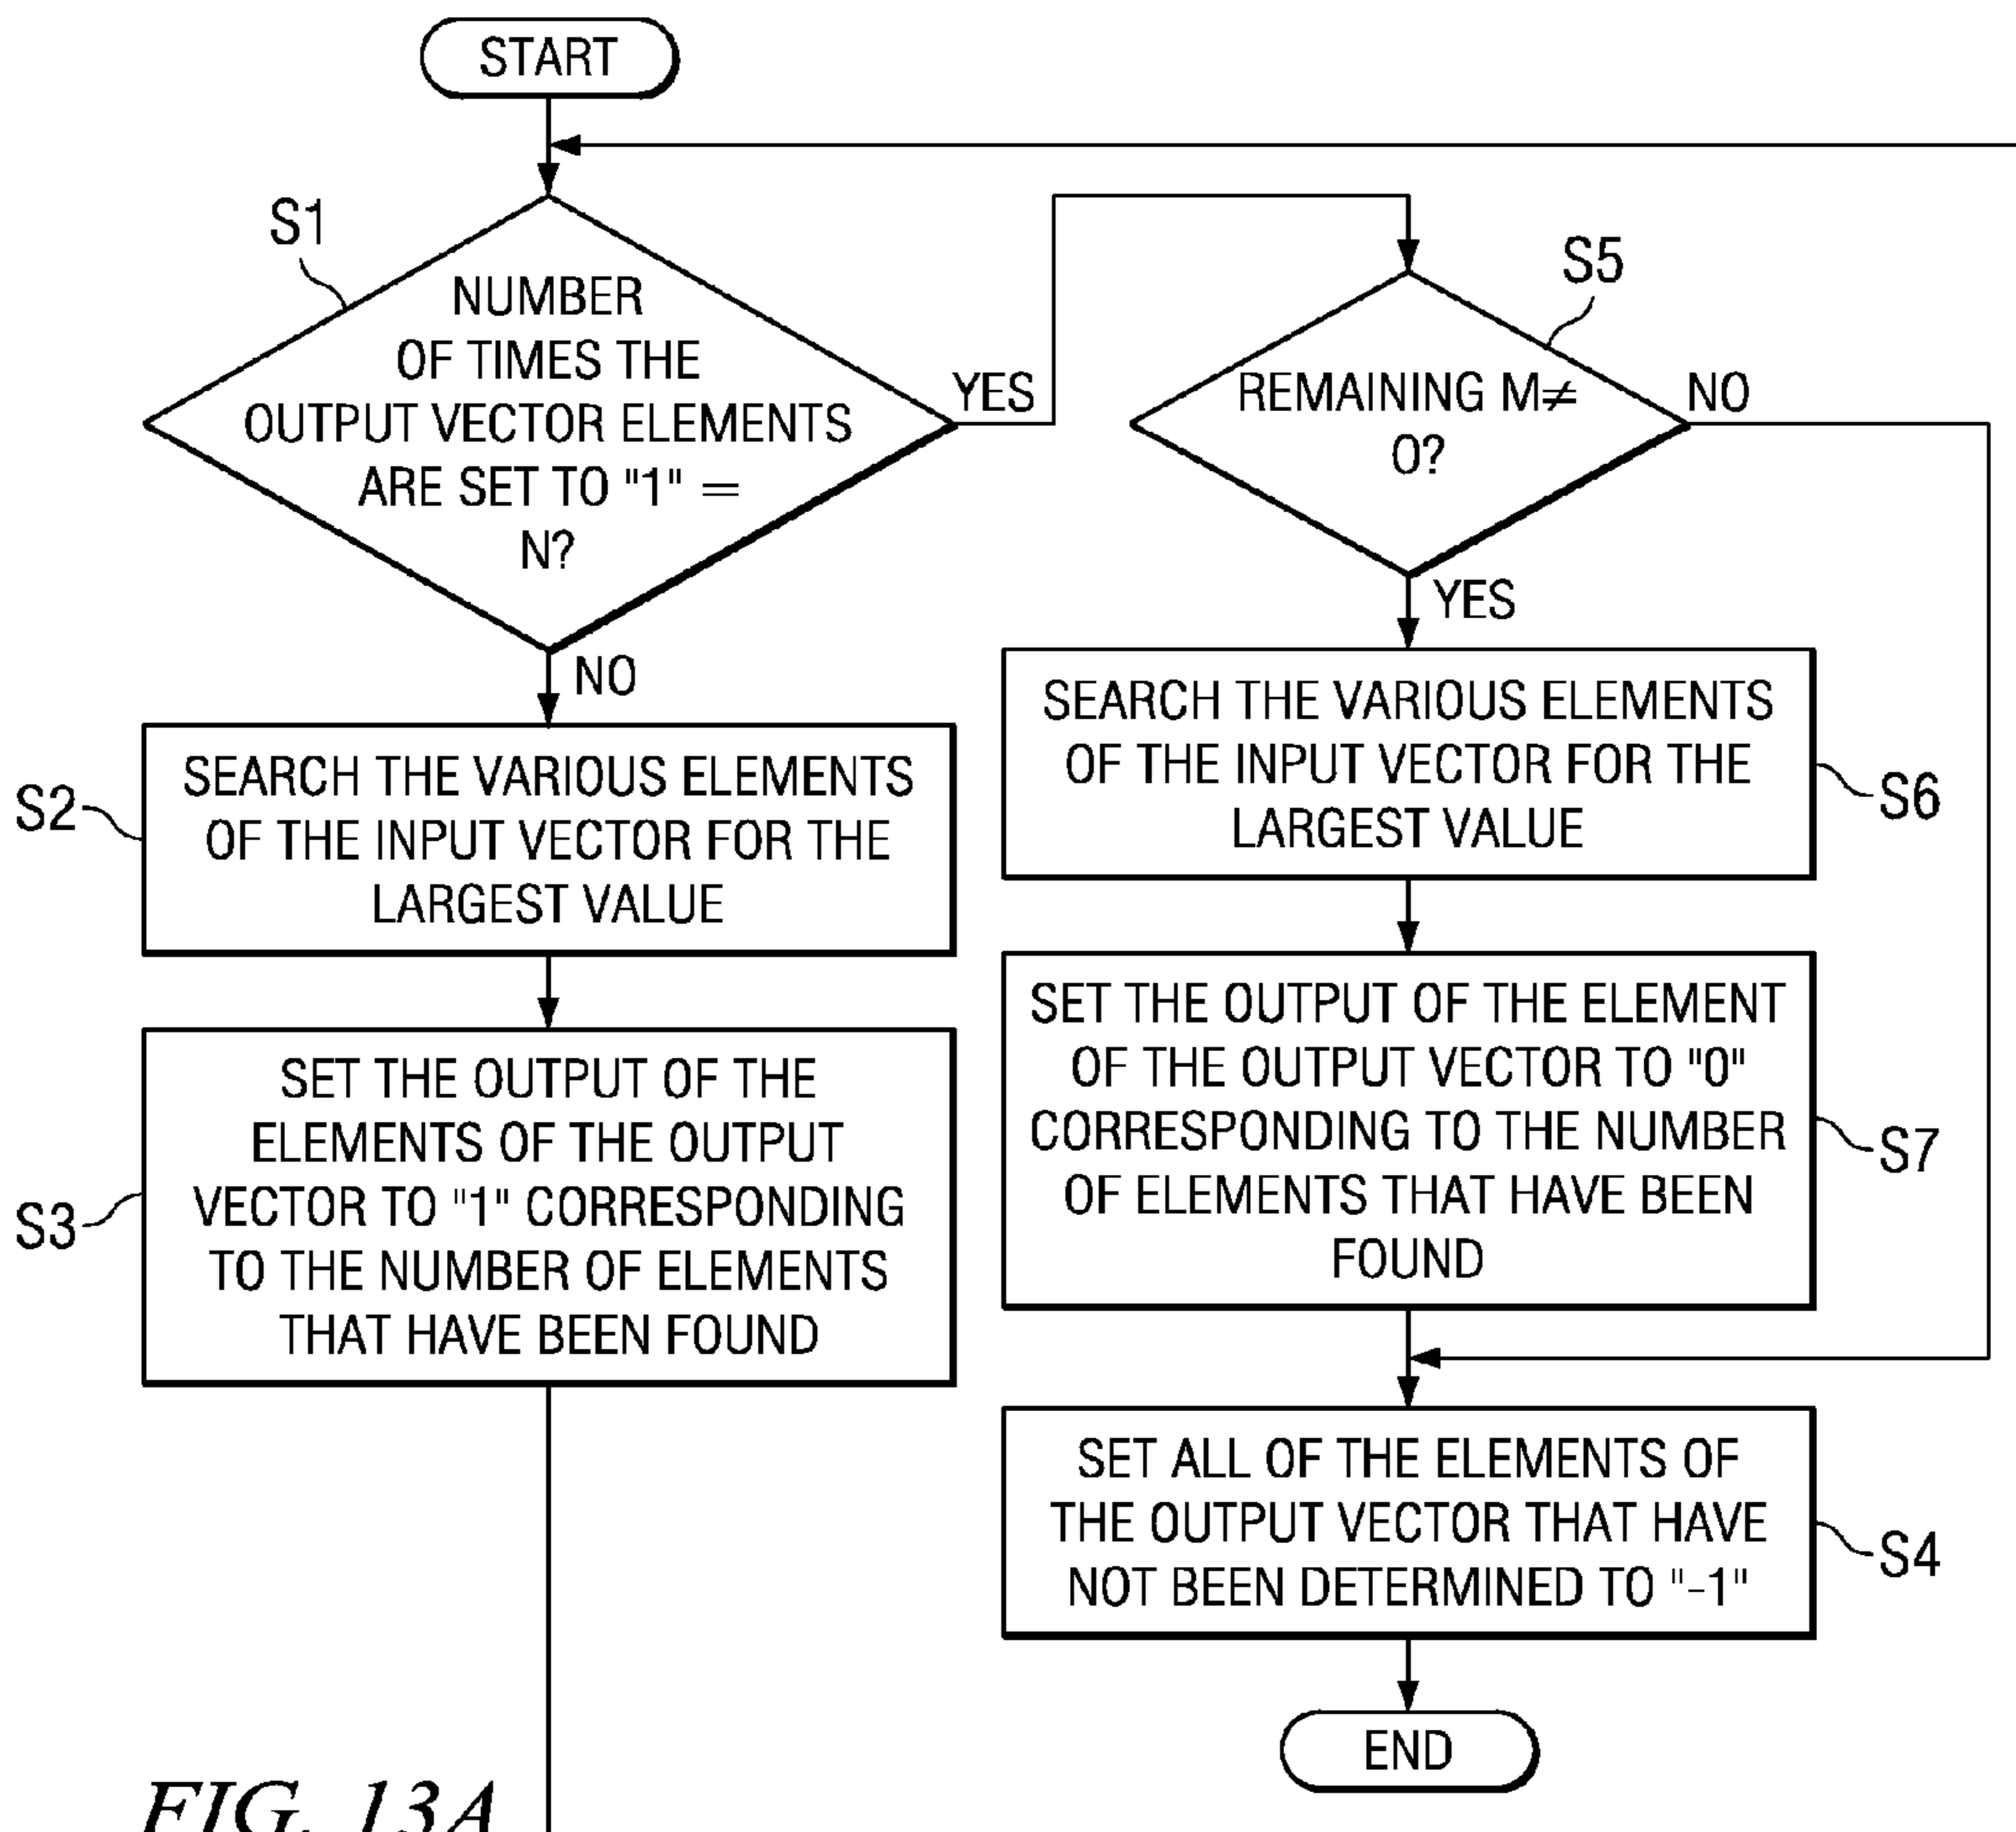 START
S1
NUMBER
OF TIMES THE
OUTPUT VECTOR ELEMENTS
ARE SET TO "1" =
N?
YES
NO
S2
SEARCH THE VARIOUS ELEMENTS
OF THE INPUT VECTOR FOR THE
LARGEST VALUE
S3
SET THE OUTPUT OF THE
ELEMENTS OF THE OUTPUT
VECTOR TO "1" CORRESPONDING
TO THE NUMBER OF ELEMENTS
THAT HAVE BEEN FOUND
S5
REMAINING M≠
0?
NO
YES
SEARCH THE VARIOUS ELEMENTS
OF THE INPUT VECTOR FOR THE
LARGEST VALUE
S6
SET THE OUTPUT OF THE ELEMENT
OF THE OUTPUT VECTOR TO "0"
CORRESPONDING TO THE NUMBER
OF ELEMENTS THAT HAVE BEEN
FOUND
S7
SET ALL OF THE ELEMENTS OF
THE OUTPUT VECTOR THAT HAVE
NOT BEEN DETERMINED TO "-1"
S4
END
FIG. 13A